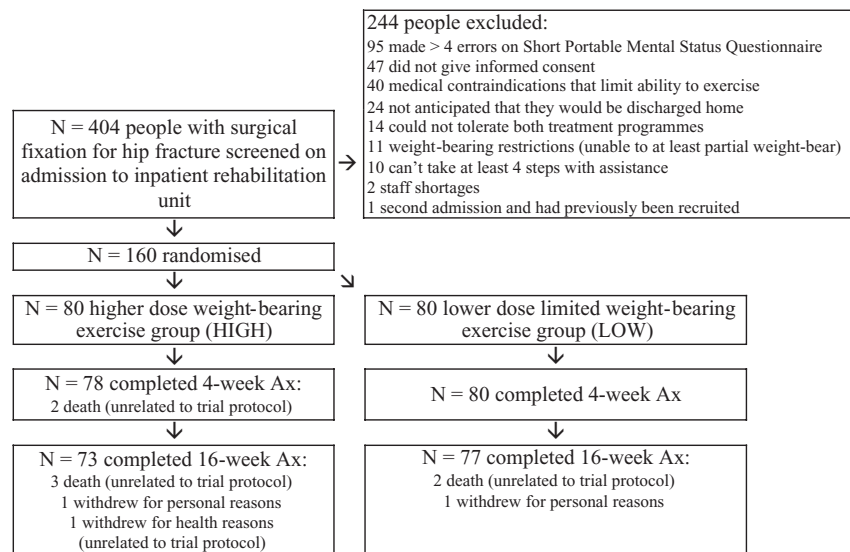 244 people excluded:
95 made > 4 errors on Short Portable Mental Status Questionnaire
47 did not give informed consent
40 medical contraindications that limit ability to exercise
24 not anticipated that they would be discharged home
14 could not tolerate both treatment programmes
11 weight-bearing restrictions (unable to at least partial weight-bear)
10 can't take at least 4 steps with assistance
2 staff shortages
1 second admission and had previously been recruited
N = 404 people with surgical
fixation for hip fracture screened on
admission to inpatient rehabilitation
unit
N = 160 randomised
N = 80 higher dose weight-bearing
exercise group (HIGH)
N = 80 lower dose limited weight-bearing
exercise group (LOW)
N = 78 completed 4-week Ax:
2 death (unrelated to trial protocol)
N = 80 completed 4-week Ax
N = 73 completed 16-week Ax:
3 death (unrelated to trial protocol)
1 withdrew for personal reasons
1 withdrew for health reasons
(unrelated to trial protocol)
N = 77 completed 16-week Ax:
2 death (unrelated to trial protocol)
1 withdrew for personal reasons